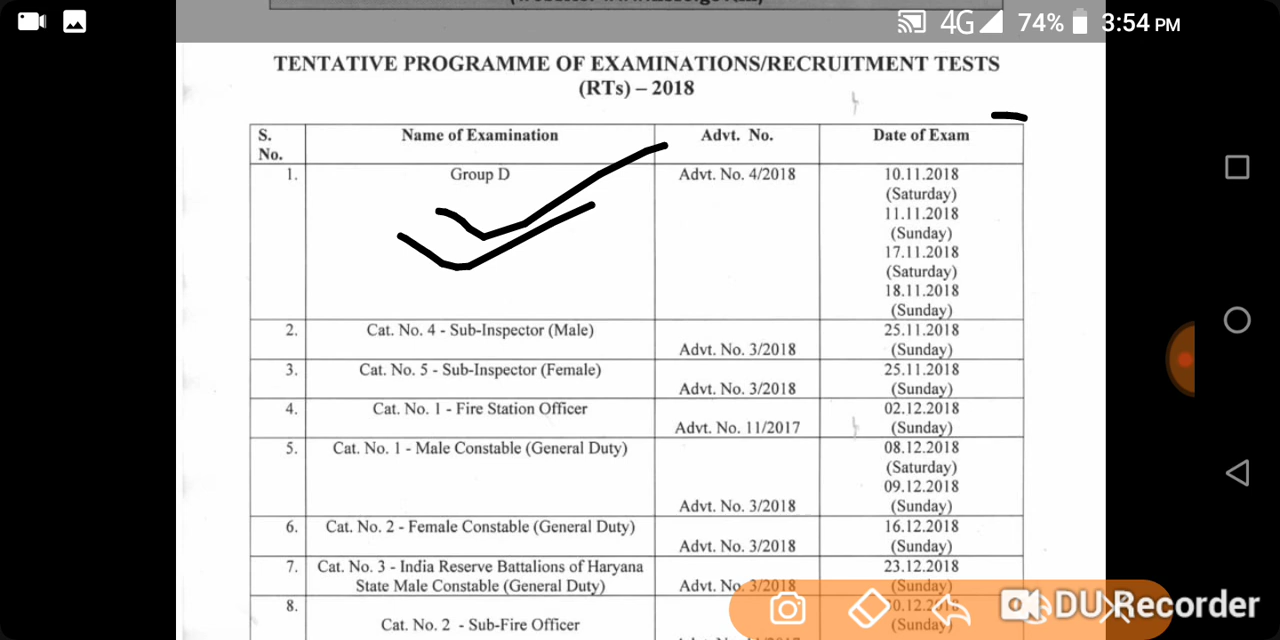 4G 74% 3:54 PM
TENTATIVE PROGRAMME OF EXAMINATIONS/RECRUITMENT TESTS
(RTs) – 2018
S. No. Name of Examination Advt. No. Date of Exam
1. Group D Advt. No. 4/2018 10.11.2018
(Saturday)
11.11.2018
(Sunday)
17.11.2018
(Saturday)
18.11.2018
(Sunday)
2. Cat. No. 4 - Sub-Inspector (Male) 25.11.2018
Advt. No. 3/2018 (Sunday)
3. Cat. No. 5 - Sub-Inspector (Female) 25.11.2018
Advt. No. 3/2018 (Sunday)
4. Cat. No. 1 - Fire Station Officer 02.12.2018
Advt. No. 11/2017 (Sunday)
5. Cat. No. 1 - Male Constable (General Duty) 08.12.2018
(Saturday)
09.12.2018
Advt. No. 3/2018 (Sunday)
6. Cat. No. 2 - Female Constable (General Duty) 16.12.2018
Advt. No. 3/2018 (Sunday)
7. Cat. No. 3 - India Reserve Battalions of Haryana 23.12.2018
State Male Constable (General Duty) Advt. No. 3/2018 (Sunday)
8.
Cat. No. 2 - Sub-Fire Officer (Sunday)
DU Recorder